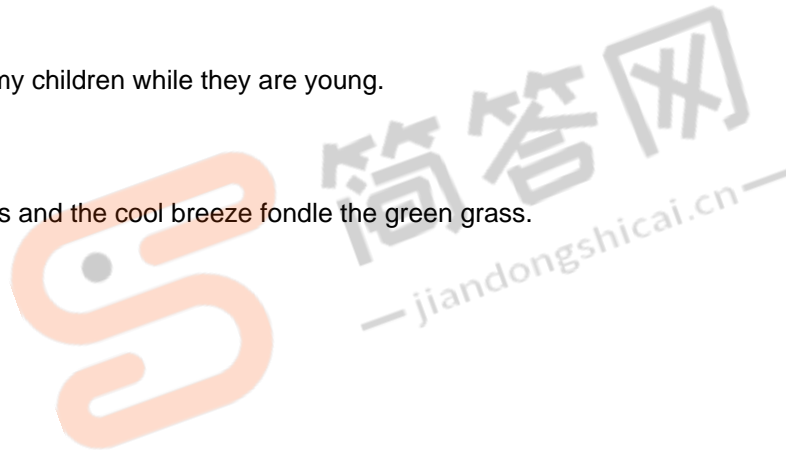 my children while they are young.
s and the cool breeze fondle the green grass.
简答网
jiandongshicai.cn